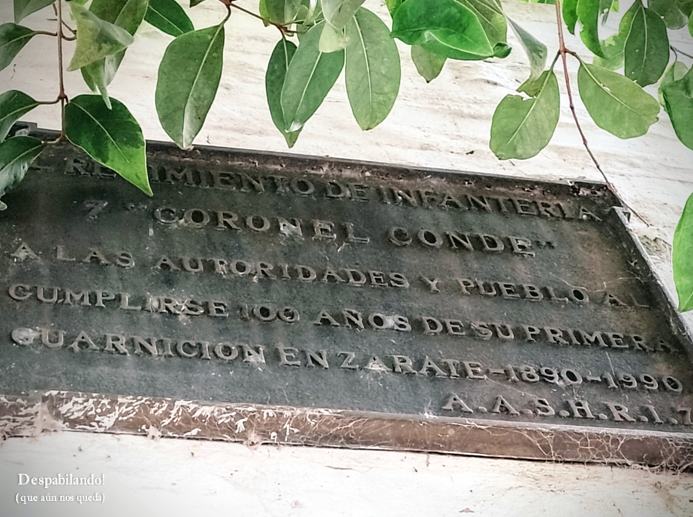 REGIMIENTO DE INFANTERIA
7 "CORONEL CONDE"
A LAS AUTORIDADES Y PUEBLO AL
CUMPLIRSE 100 AÑOS DE SU PRIMERA
GUARNICION EN ZARATE-1890-1990
A.A.S.H.R.I.7
Despabilando!
(que aún nos queda)